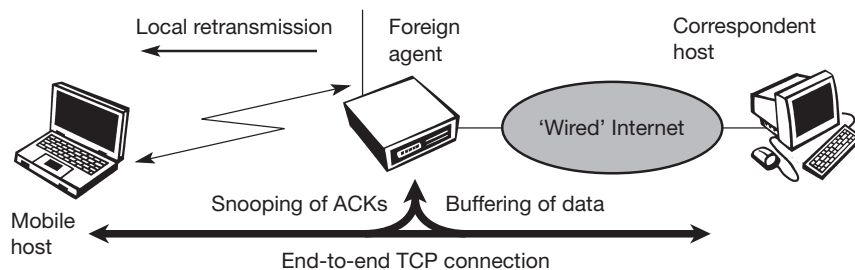 Local retransmission
Foreign
agent
Correspondent
host
‘Wired’ Internet
Mobile
host
Snooping of ACKs
Buffering of data
End-to-end TCP connection